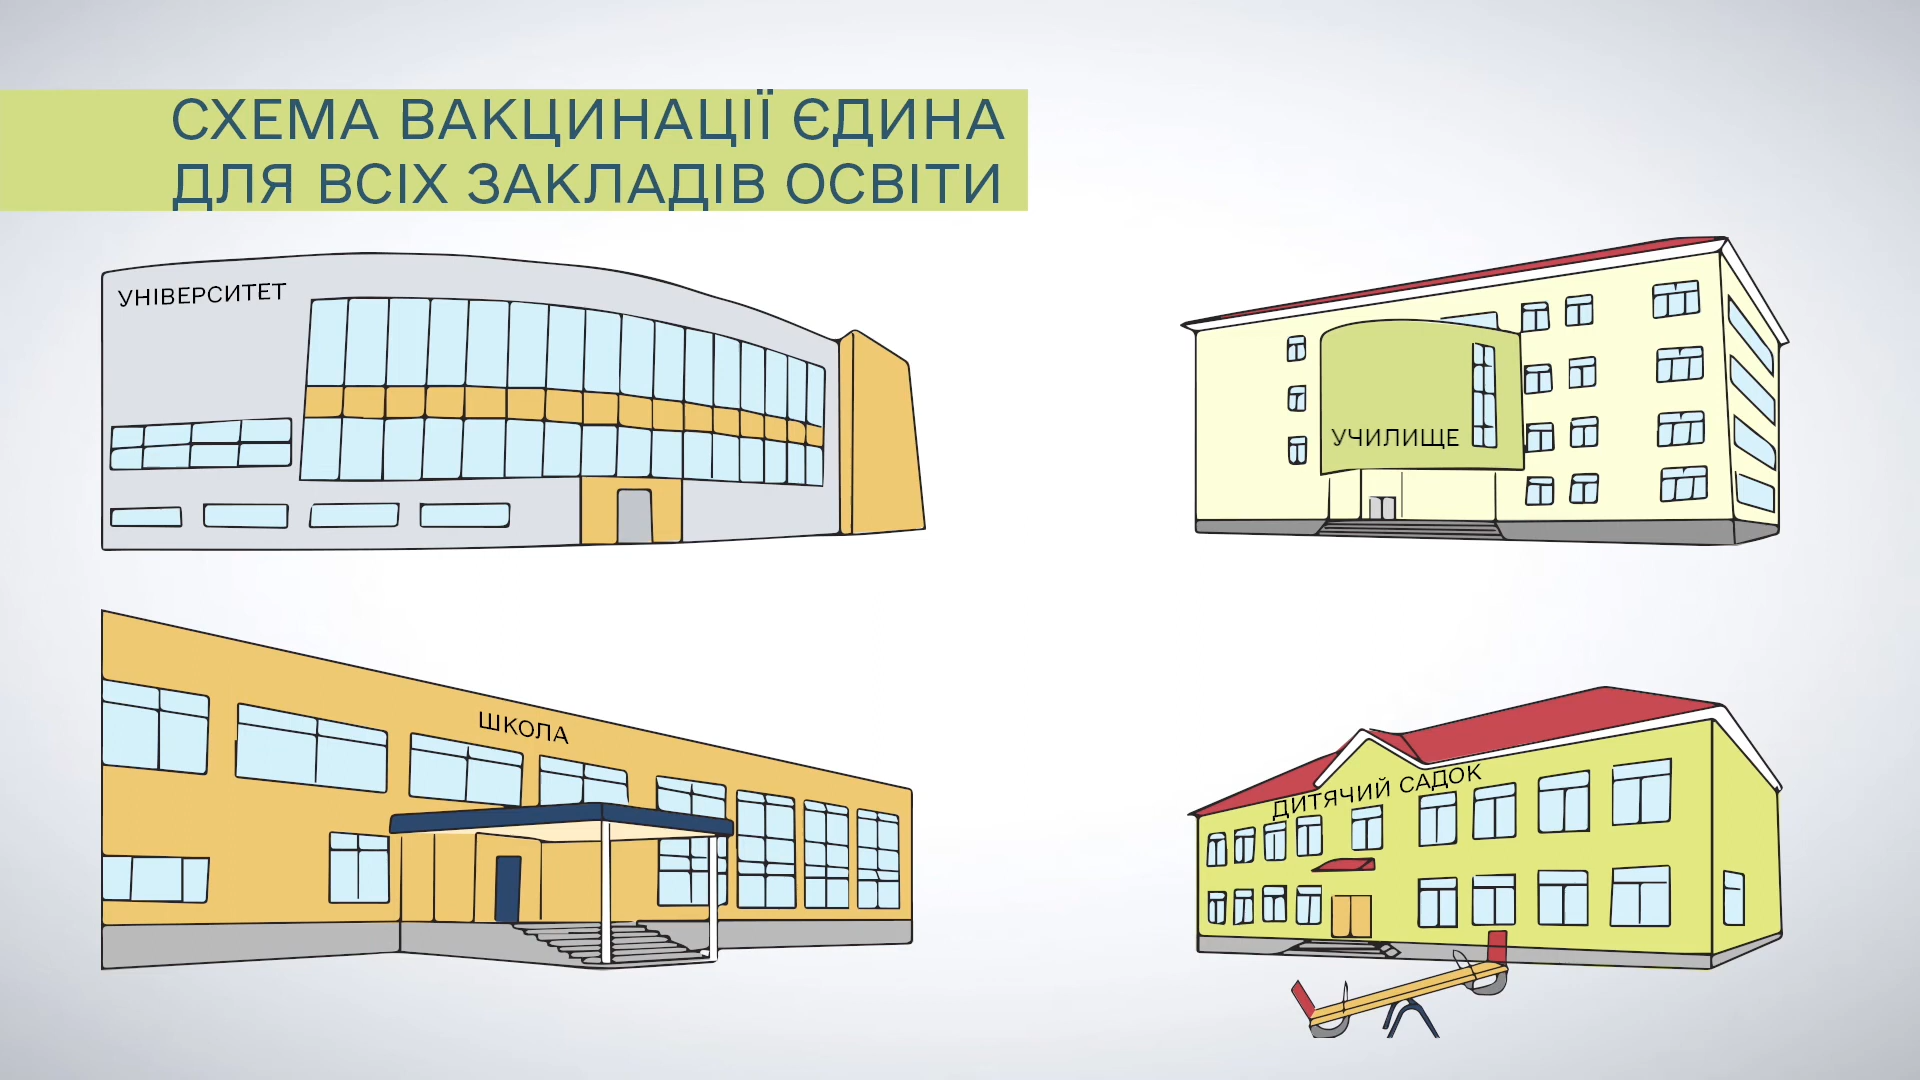 СХЕМА ВАКЦИНАЦІЇ ЄДИНА
ДЛЯ ВСІХ ЗАКЛАДІВ ОСВІТИ
УНІВЕРСИТЕТ
УЧИЛИЩЕ
ШКОЛА
ДИТЯЧИЙ САДОК